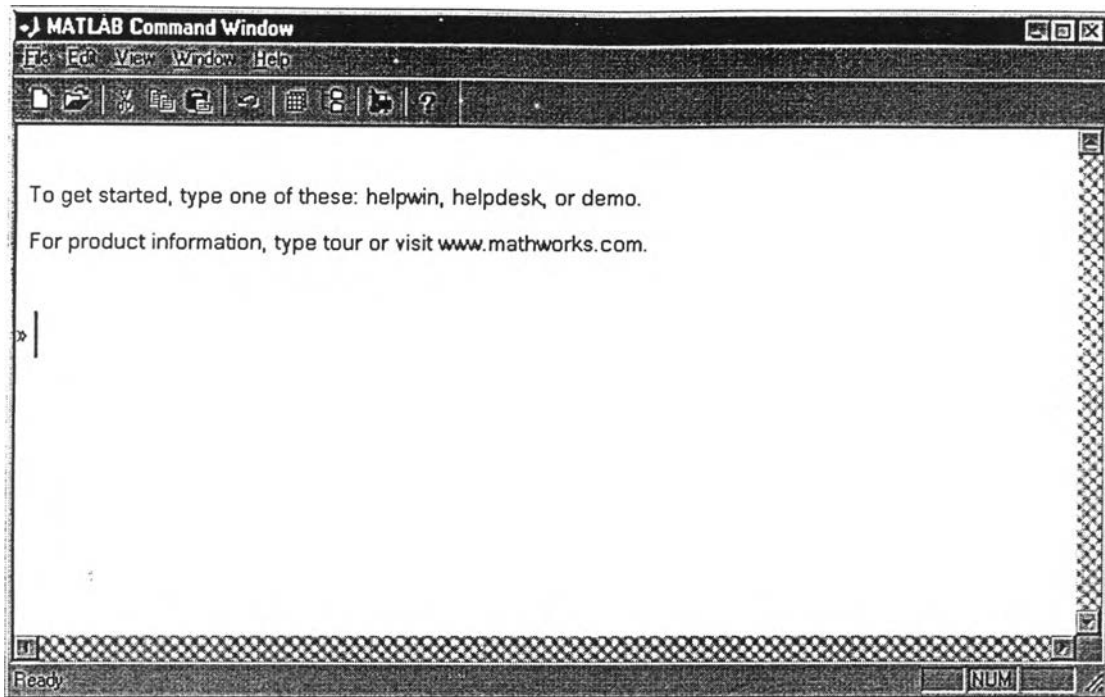 MATLAB Command Window
File Edit View Window Help
To get started, type one of these: helpwin, helpdesk, or demo.
For product information, type tour or visit www.mathworks.com.
»
Ready NUM